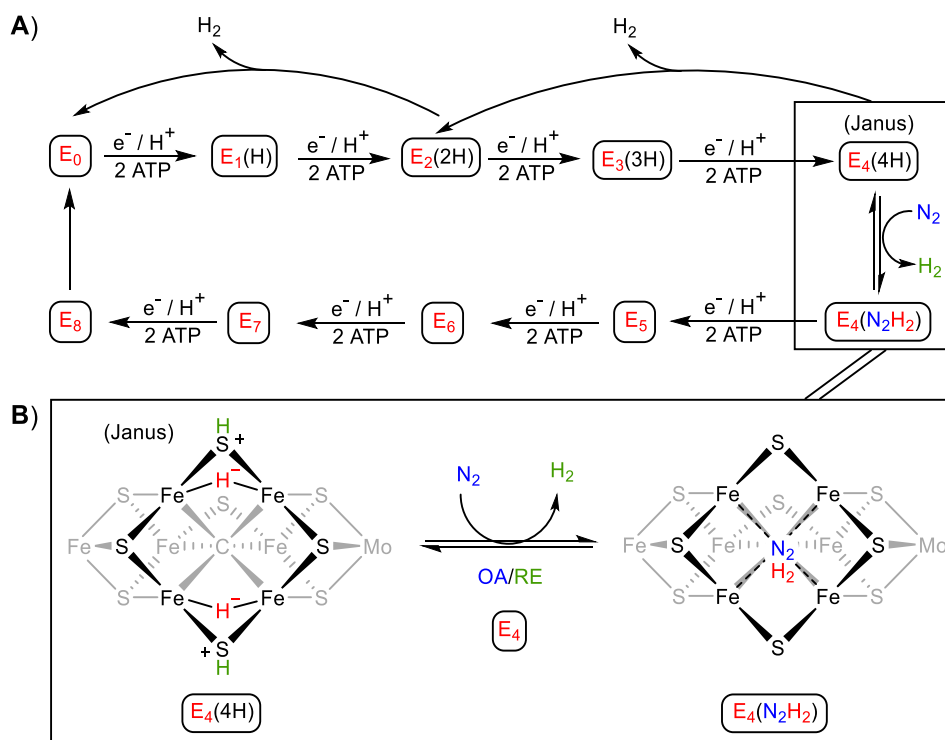 A)
H2 H2
(Janus)
E0 e− / H+ 2 ATP E1(H) e− / H+ 2 ATP E2(2H) e− / H+ 2 ATP E3(3H) e− / H+ 2 ATP E4(4H)
N2
H2
E8 e− / H+ 2 ATP E7 e− / H+ 2 ATP E6 e− / H+ 2 ATP E5 e− / H+ 2 ATP E4(N2H2)
B)
(Janus)
H
S+ S
H− N2 H2
Fe Fe Fe Fe
S S S S S S
Fe S Fe C Fe S Mo Fe S Fe N2 Fe S Mo
H2
OA/RE
S Fe Fe S S Fe Fe S
H−
E4
+S S
H
E4(4H) E4(N2H2)